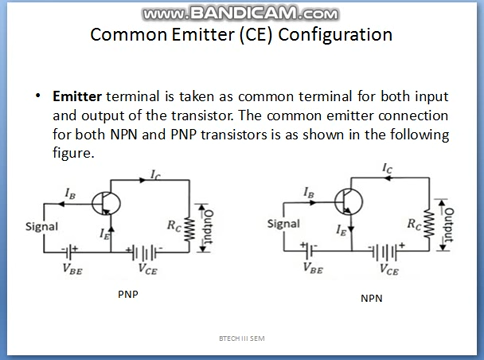 www.BANDICAM.com
Common Emitter (CE) Configuration
• Emitter terminal is taken as common terminal for both input
and output of the transistor. The common emitter connection
for both NPN and PNP transistors is as shown in the following
figure.
IC
IB
Signal
IE
RC
Output
VBE
VCE
PNP
IC
IB
Signal
IE
RC
Output
VBE
VCE
NPN
BTECH III SEM